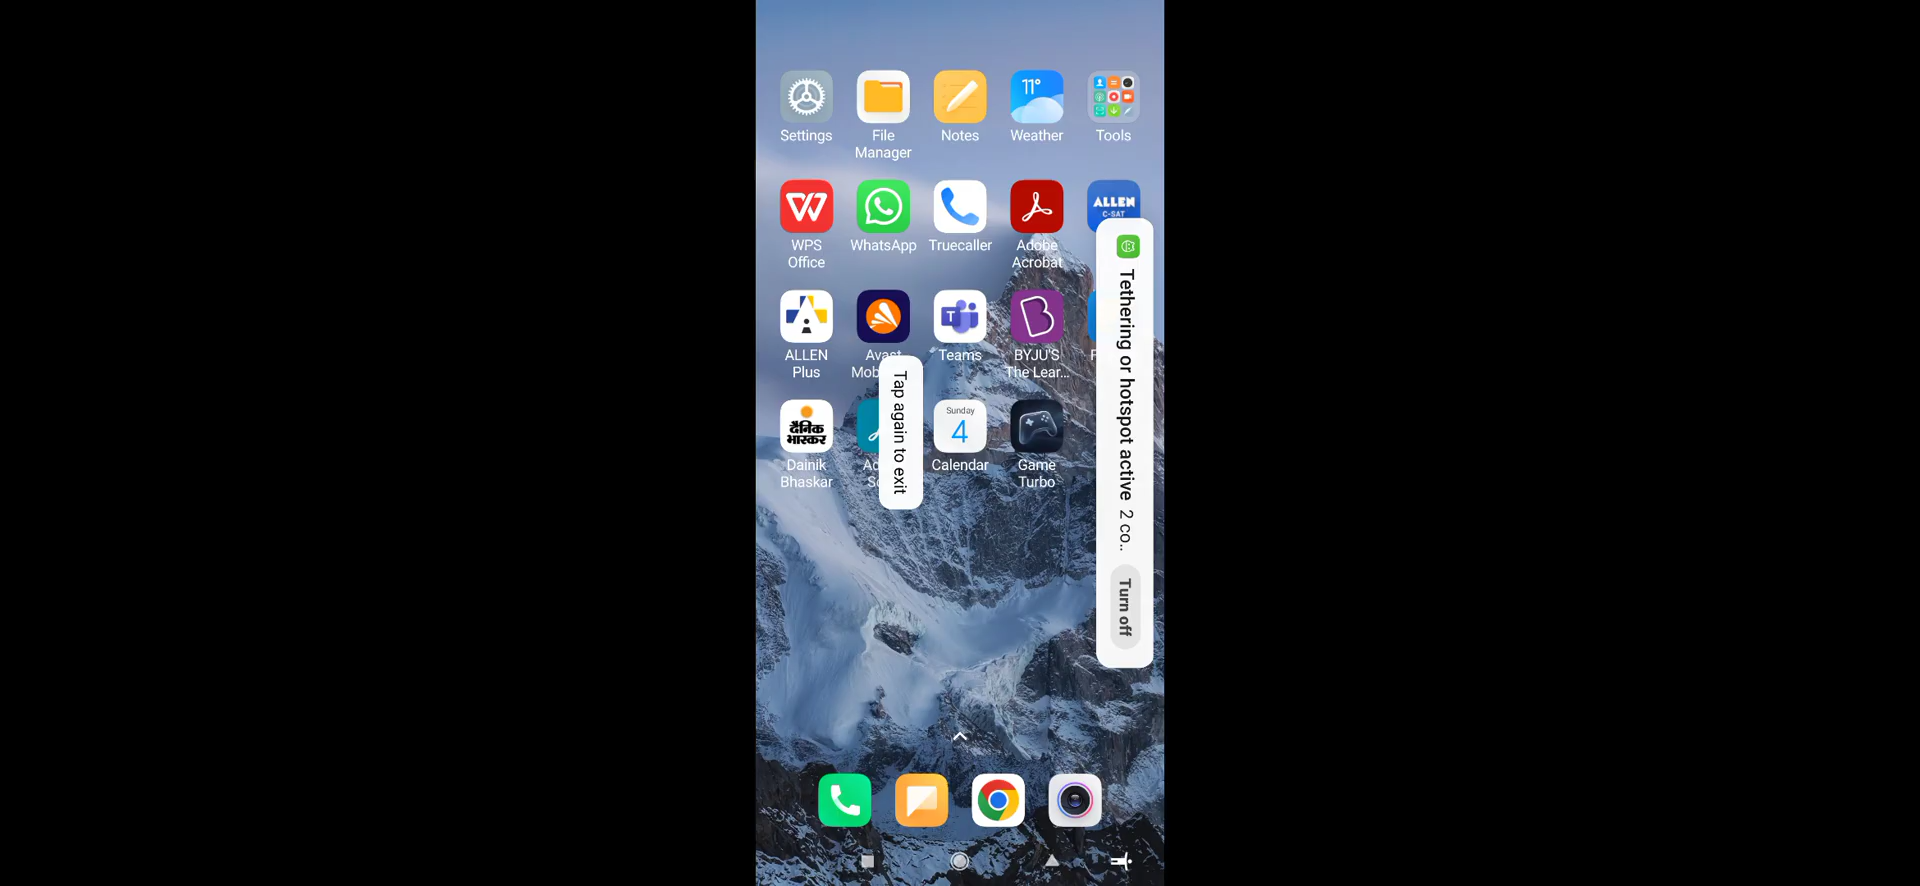 11°
Settings
File
Manager
Notes
Weather
Tools
ALLEN
C-SAT
WPS
Office
WhatsApp
Truecaller
Adobe
Acrobat
Tethering or hotspot active 2 co..
Turn off
ALLEN
Plus
Teams
BYJU'S
The Lear...
Tap again to exit
दैनिक
भास्कर
Sunday
4
Dainik
Bhaskar
Calendar
Game
Turbo